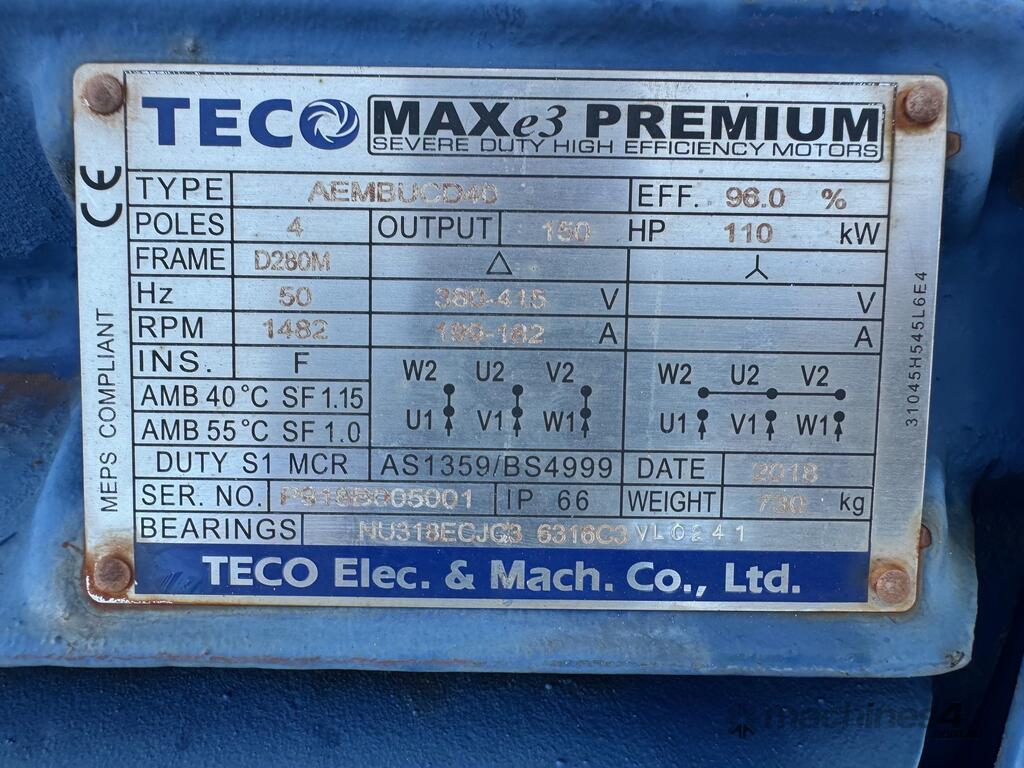 TECO MAXe3 PREMIUM
SEVERE DUTY HIGH EFFICIENCY MOTORS
CE
MEPS COMPLIANT
TYPE AEMBUCD40 EFF. 96.0 %
POLES 4 OUTPUT 150 HP 110 kW
FRAME D280M △ ⅄
Hz 50 380-415 V V
RPM 1482 199-182 A A
INS. F
W2 U2 V2 W2 U2 V2
AMB 40°C SF 1.15
U1 V1 W1 U1 V1 W1
AMB 55°C SF 1.0
DUTY S1 MCR AS1359/BS4999 DATE 2018
SER. NO. IP 66 WEIGHT 730 kg
BEARINGS NU318ECJC3 6316C3
TECO Elec. & Mach. Co., Ltd.
31045H545L6E4
machines4